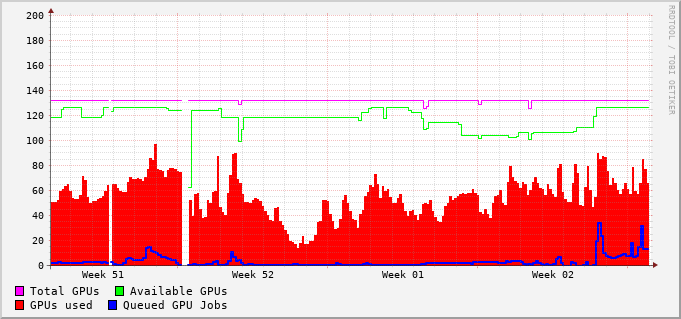 200
180
160
140
120
100
80
60
40
20
0
Week 51 Week 52 Week 01 Week 02
RRDTOOL / TOBI OETIKER
Total GPUs Available GPUs
GPUs used Queued GPU Jobs